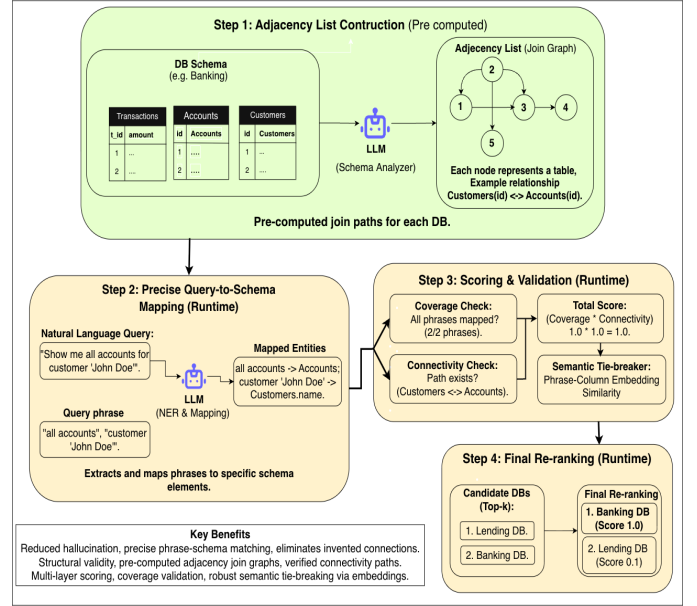 Step 1: Adjacency List Contruction (Pre computed)
DB Schema
(e.g. Banking)
Transactions
t_id amount
1 ...
2 ...
Accounts
id Accounts
1 ....
2 ....
Customers
id Customers
1 ..
2 ...
LLM
(Schema Analyzer)
Adjecency List (Join Graph)
2
1
3
4
5
Each node represents a table,
Example relationship
Customers(id) <-> Accounts(id).
Pre-computed join paths for each DB.
Step 2: Precise Query-to-Schema
Mapping (Runtime)
Natural Language Query:
"Show me all accounts for
customer 'John Doe'".
Query phrase
"all accounts", "customer
'John Doe'".
LLM
(NER & Mapping)
Mapped Entities
all accounts -> Accounts;
customer 'John Doe' ->
Customers.name.
Extracts and maps phrases to specific schema
elements.
Step 3: Scoring & Validation (Runtime)
Coverage Check:
All phrases mapped?
(2/2 phrases).
Connectivity Check:
Path exists?
(Customers <-> Accounts).
Total Score:
(Coverage * Connectivity)
1.0 * 1.0 = 1.0.
Semantic Tie-breaker:
Phrase-Column Embedding
Similarity
Step 4: Final Re-ranking (Runtime)
Candidate DBs
(Top-k):
1. Lending DB.
2. Banking DB.
Final Re-ranking
1. Banking DB
(Score 1.0)
2. Lending DB
(Score 0.1)
Key Benefits
Reduced hallucination, precise phrase-schema matching, eliminates invented connections.
Structural validity, pre-computed adjacency join graphs, verified connectivity paths.
Multi-layer scoring, coverage validation, robust semantic tie-breaking via embeddings.